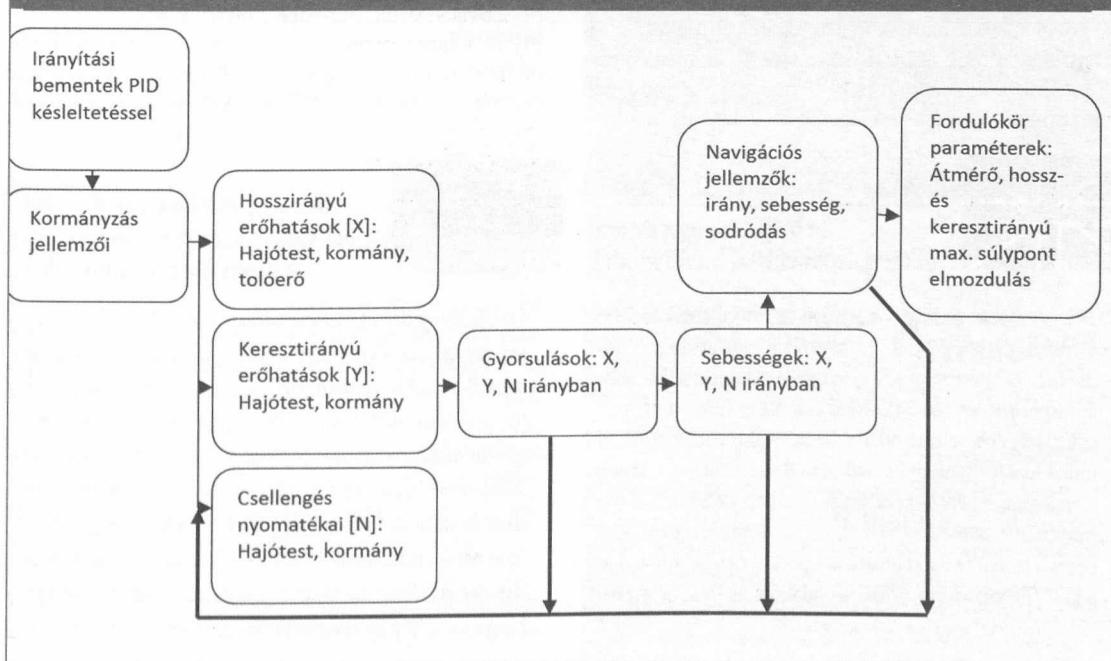 Irányítási
bementek PID
késleltetéssel
Kormányzás
jellemzői
Hosszirányú
erőhatások [X]:
Hajótest, kormány,
tolóerő
Keresztirányú
erőhatások [Y]:
Hajótest, kormány
Csellengés
nyomatékai [N]:
Hajótest, kormány
Gyorsulások: X,
Y, N irányban
Sebességek: X,
Y, N irányban
Navigációs
jellemzők:
irány, sebesség,
sodródás
Fordulókör
paraméterek:
Átmérő, hossz-
és
keresztirányú
max. súlypont
elmozdulás